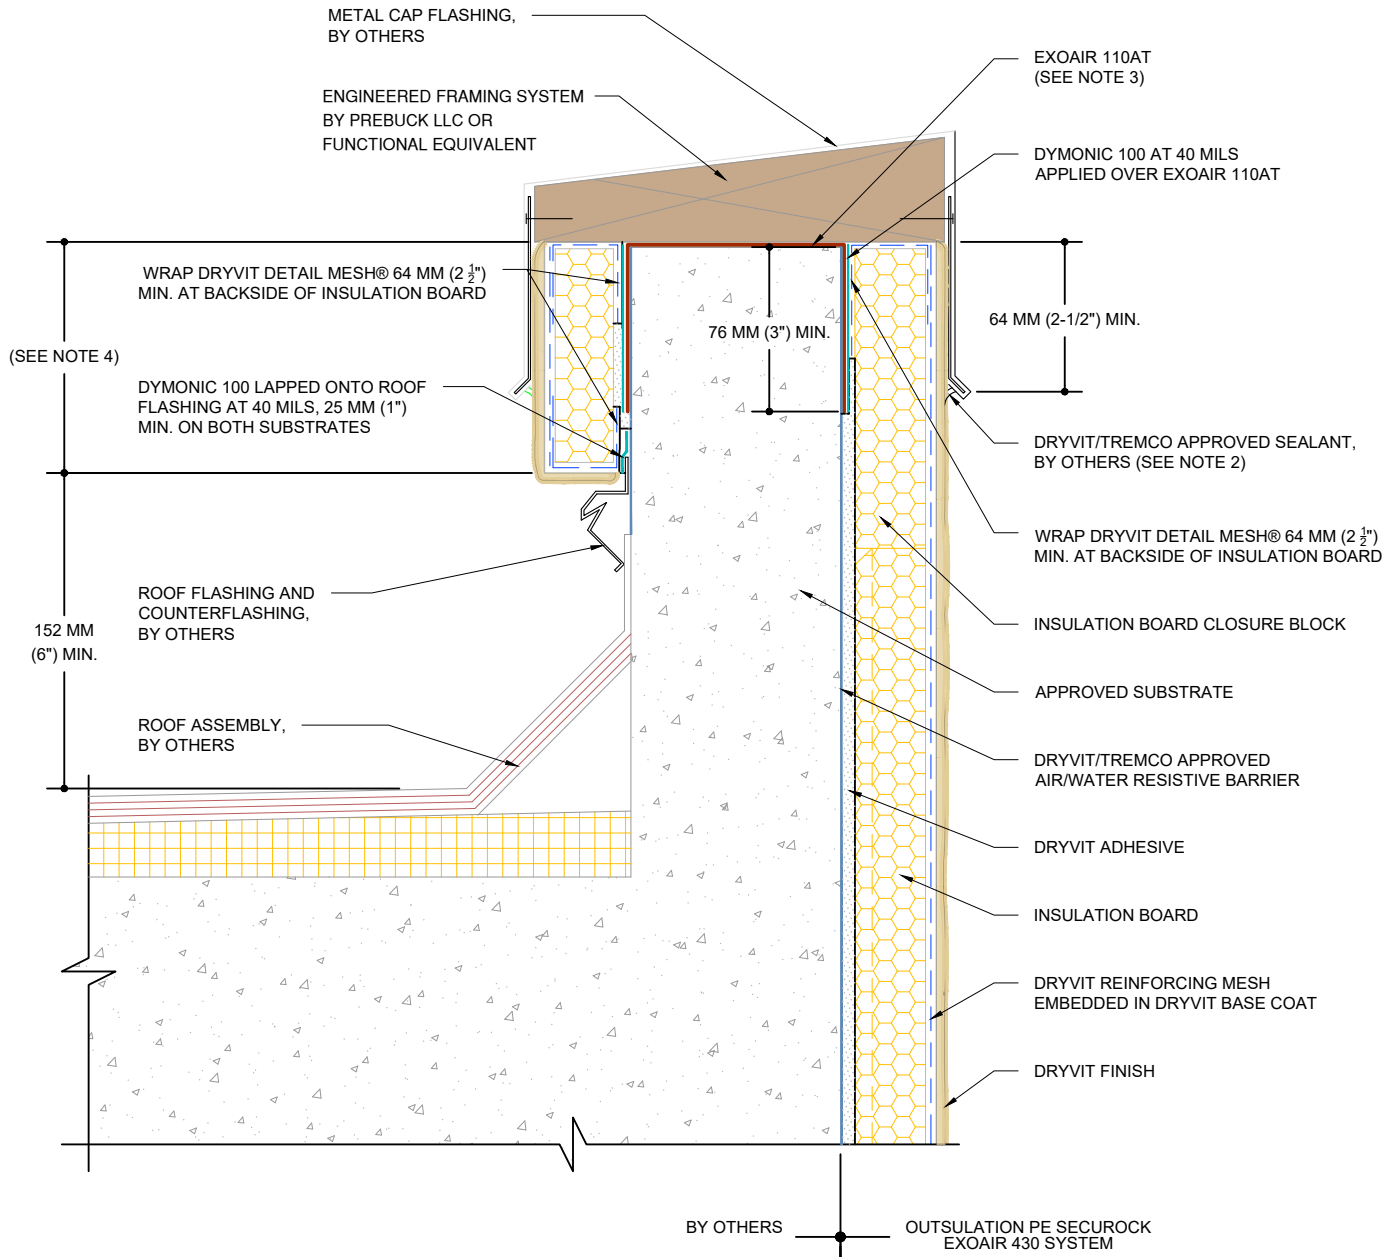 METAL CAP FLASHING,
BY OTHERS
ENGINEERED FRAMING SYSTEM
BY PREBUCK LLC OR
FUNCTIONAL EQUIVALENT
EXOAIR 110AT
(SEE NOTE 3)
DYMONIC 100 AT 40 MILS
APPLIED OVER EXOAIR 110AT
WRAP DRYVIT DETAIL MESH® 64 MM (2 1/2")
MIN. AT BACKSIDE OF INSULATION BOARD
76 MM (3") MIN.
64 MM (2-1/2") MIN.
(SEE NOTE 4)
DYMONIC 100 LAPPED ONTO ROOF
FLASHING AT 40 MILS, 25 MM (1")
MIN. ON BOTH SUBSTRATES
DRYVIT/TREMCO APPROVED SEALANT,
BY OTHERS (SEE NOTE 2)
WRAP DRYVIT DETAIL MESH® 64 MM (2 1/2")
MIN. AT BACKSIDE OF INSULATION BOARD
ROOF FLASHING AND
COUNTERFLASHING,
BY OTHERS
152 MM
(6") MIN.
INSULATION BOARD CLOSURE BLOCK
APPROVED SUBSTRATE
ROOF ASSEMBLY,
BY OTHERS
DRYVIT/TREMCO APPROVED
AIR/WATER RESISTIVE BARRIER
DRYVIT ADHESIVE
INSULATION BOARD
DRYVIT REINFORCING MESH
EMBEDDED IN DRYVIT BASE COAT
DRYVIT FINISH
BY OTHERS
OUTSULATION PE SECUROCK
EXOAIR 430 SYSTEM